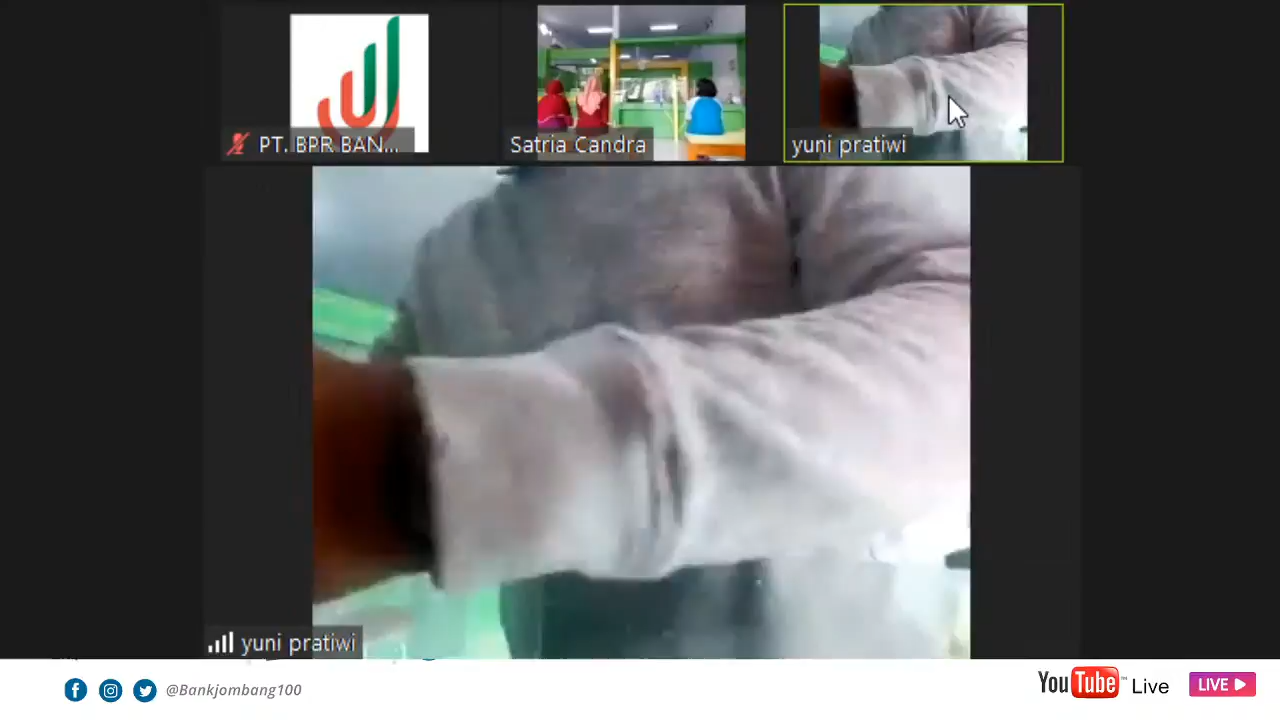 PT. BPR BAN...
Satria Candra
yuni pratiwi
yuni pratiwi
@Bankjombang100
YouTube Live
LIVE